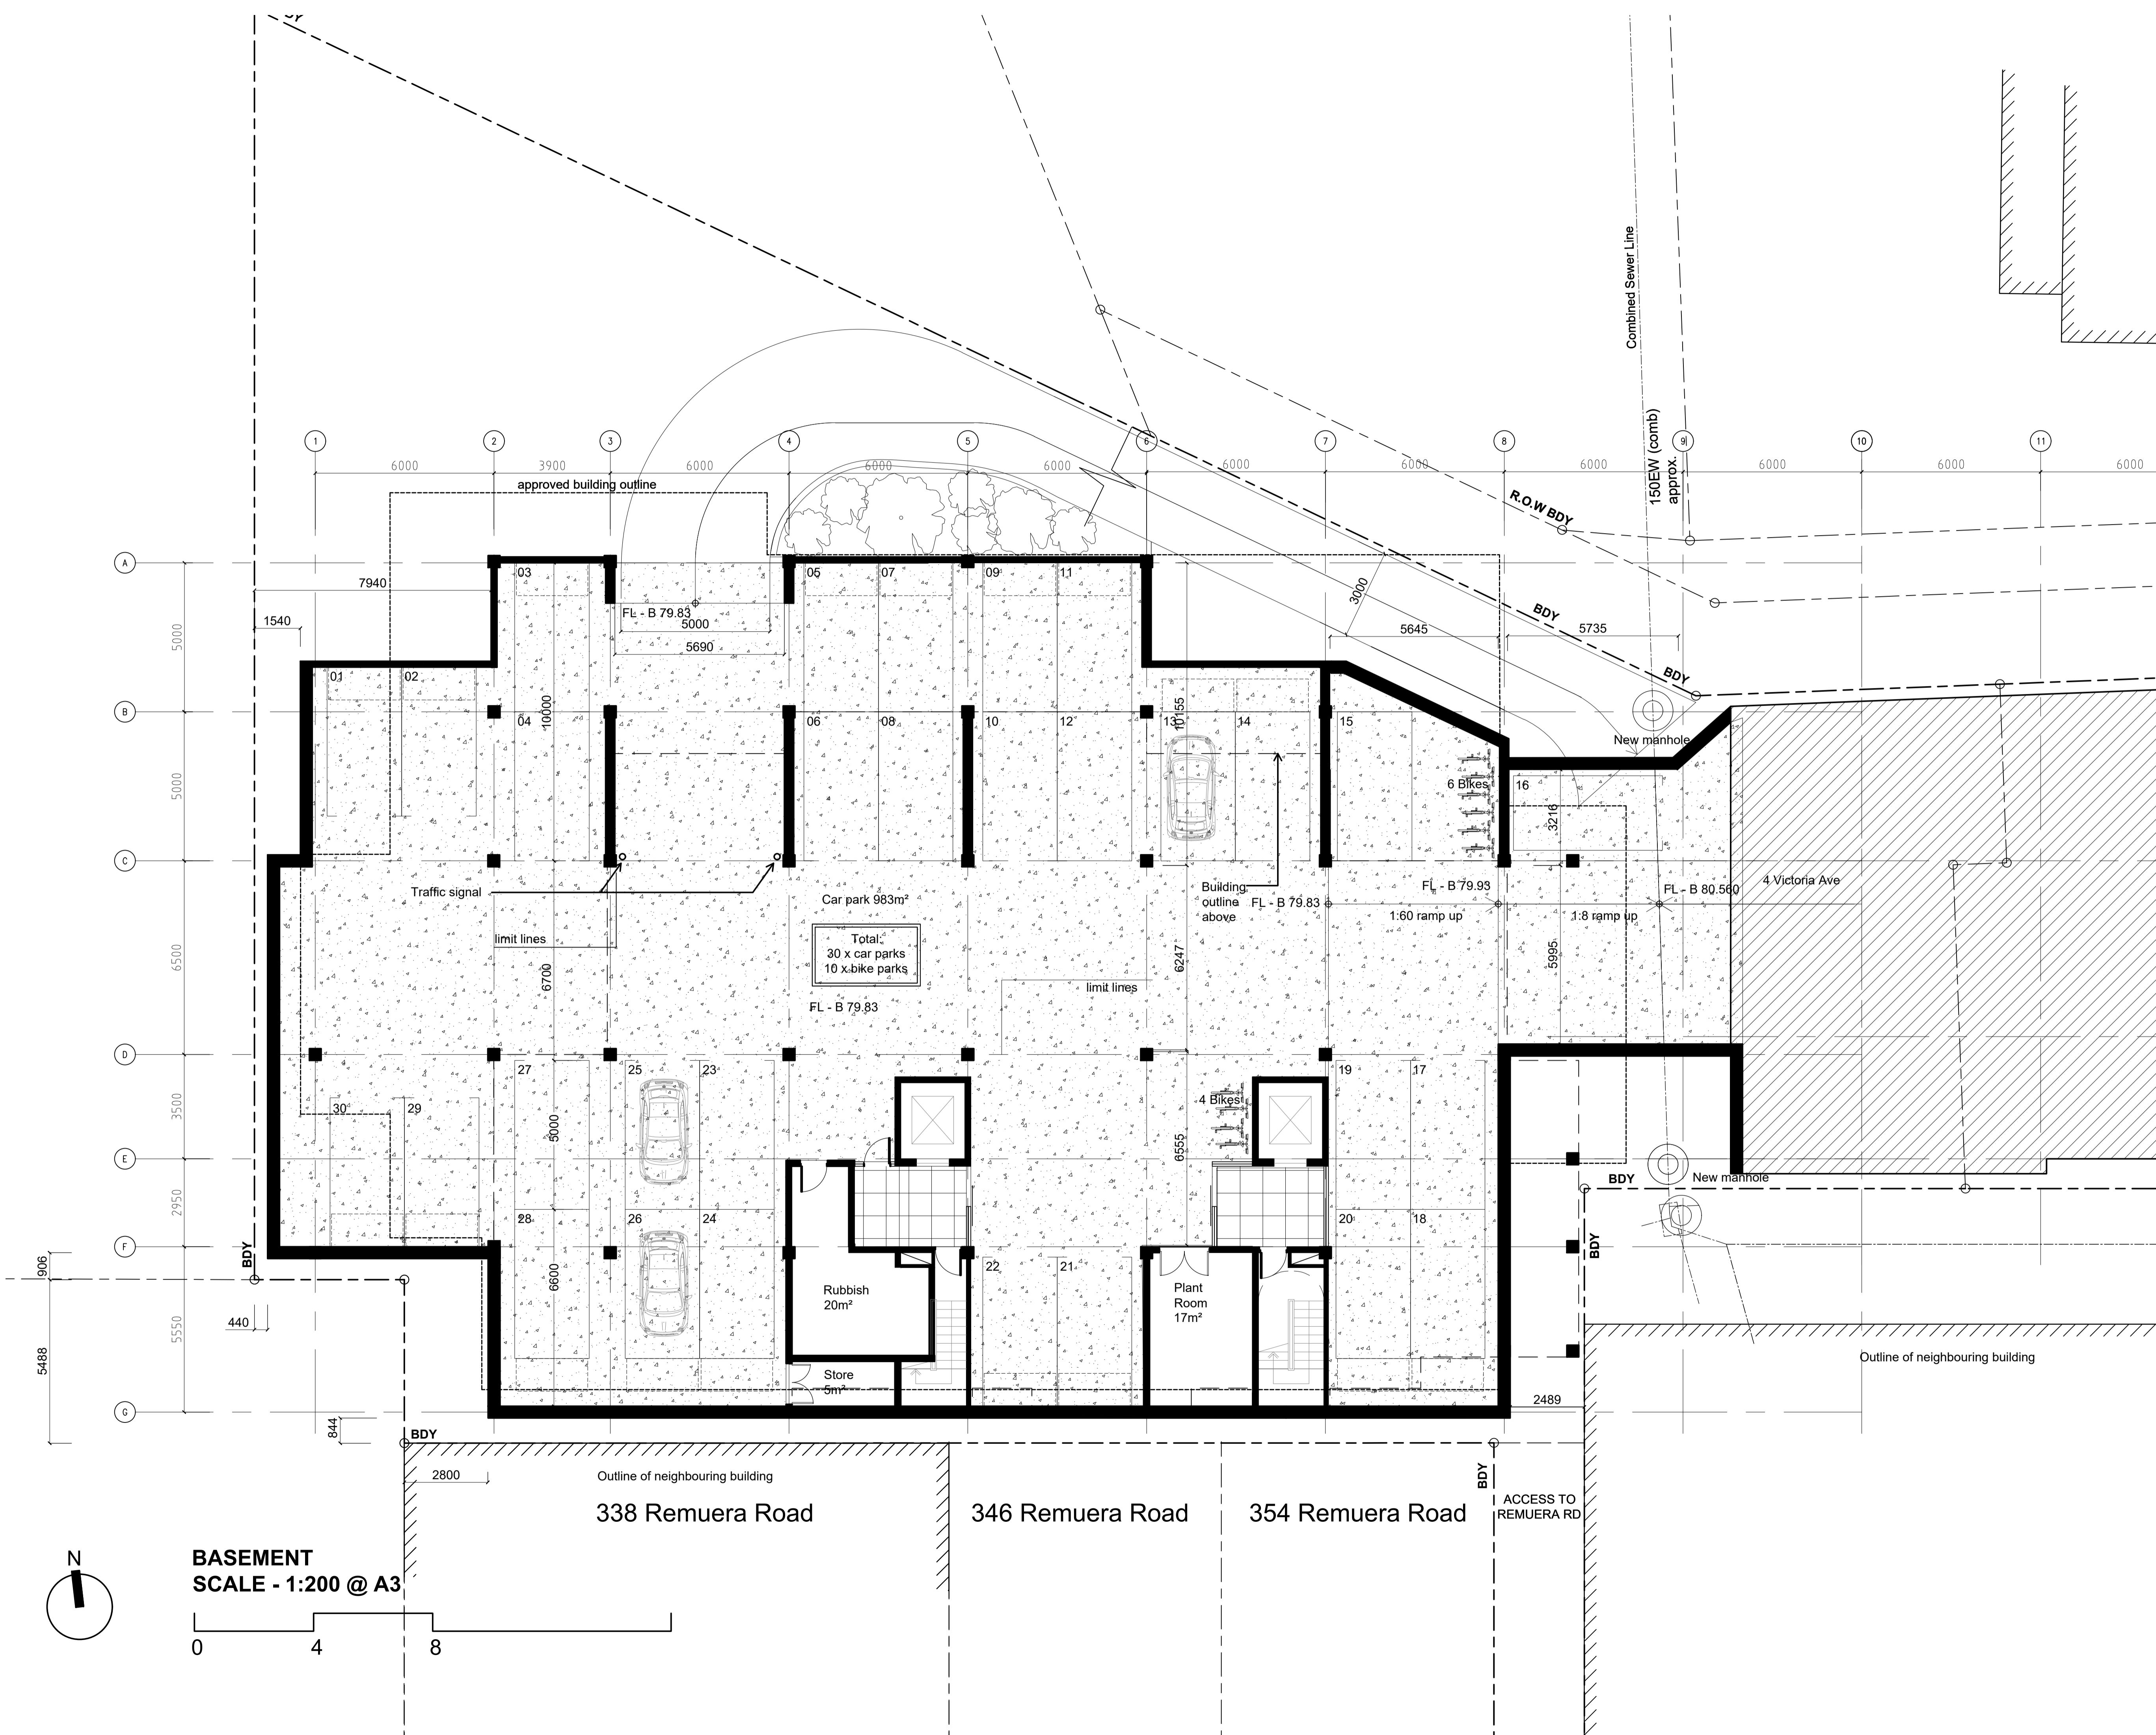 Combined Sewer Line
150EW (comb)
approx.
1
2
3
4
5
6
7
8
9
10
11
6000
3900
6000
6000
6000
6000
6000
6000
6000
6000
6000
approved building outline
R.O.W BDY
A
B
C
D
E
F
G
5000
5000
6500
3500
2950
5550
906
5488
844
440
2800
7940
1540
03
05
07
09
11
FL - B 79.83
5000
5690
3000
BDY
5645
5735
BDY
01
02
04
10000
06
08
10
12
10155
13
14
15
6 Bikes
New manhole
16
3216
Traffic signal
Car park 983m²
Building
outline
above
FL - B 79.83
FL - B 79.93
FL - B 80.560
4 Victoria Ave
1:60 ramp up
1:8 ramp up
limit lines
Total:
30 x car parks
10 x bike parks
6700
6247
5995
limit lines
FL - B 79.83
27
25
23
19
17
30
29
5000
4 Bikes
6555
28
26
24
20
18
BDY
New manhole
BDY
BDY
6600
Rubbish
20m²
22
21
Plant
Room
17m²
Store
5m²
Outline of neighbouring building
2489
BDY
Outline of neighbouring building
BDY
338 Remuera Road
346 Remuera Road
354 Remuera Road
ACCESS TO
REMUERA RD
N
BASEMENT
SCALE - 1:200 @ A3
0
4
8